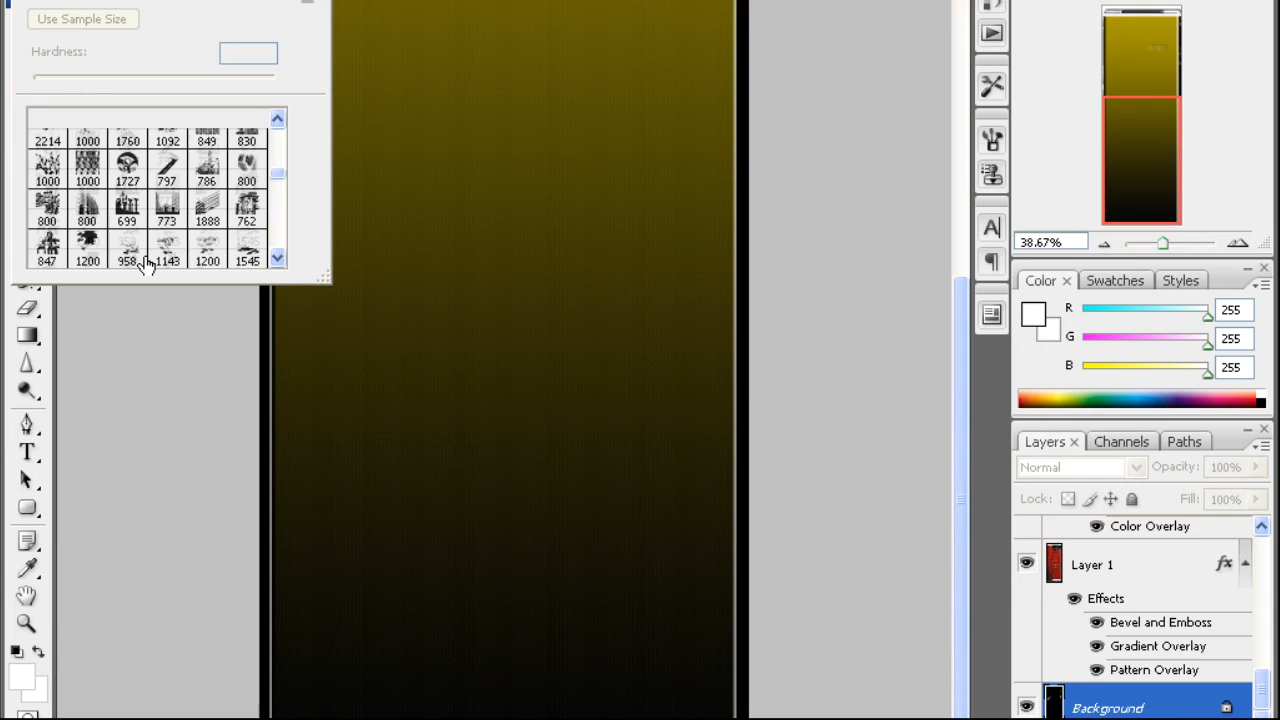 Use Sample Size
Hardness:
2214 1000 1760 1092 849 830
1000 1000 1727 797 786 800
800 800 699 773 1888 762
847 1200 958 1143 1200 1545
38.67%
Color Swatches Styles
R 255
G 255
B 255
Layers Channels Paths
Normal Opacity: 100%
Lock: Fill: 100%
Color Overlay
Layer 1 fx
Effects
Bevel and Emboss
Gradient Overlay
Pattern Overlay
Background